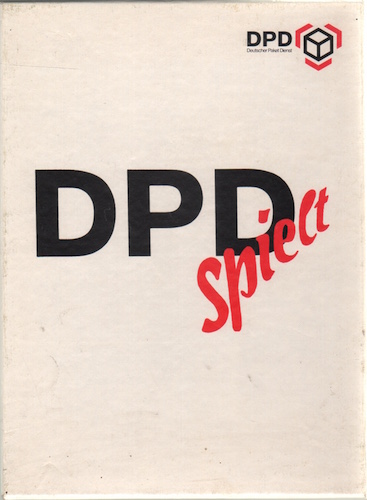 DPD
Deutscher Paket Dienst
DPD
spielt